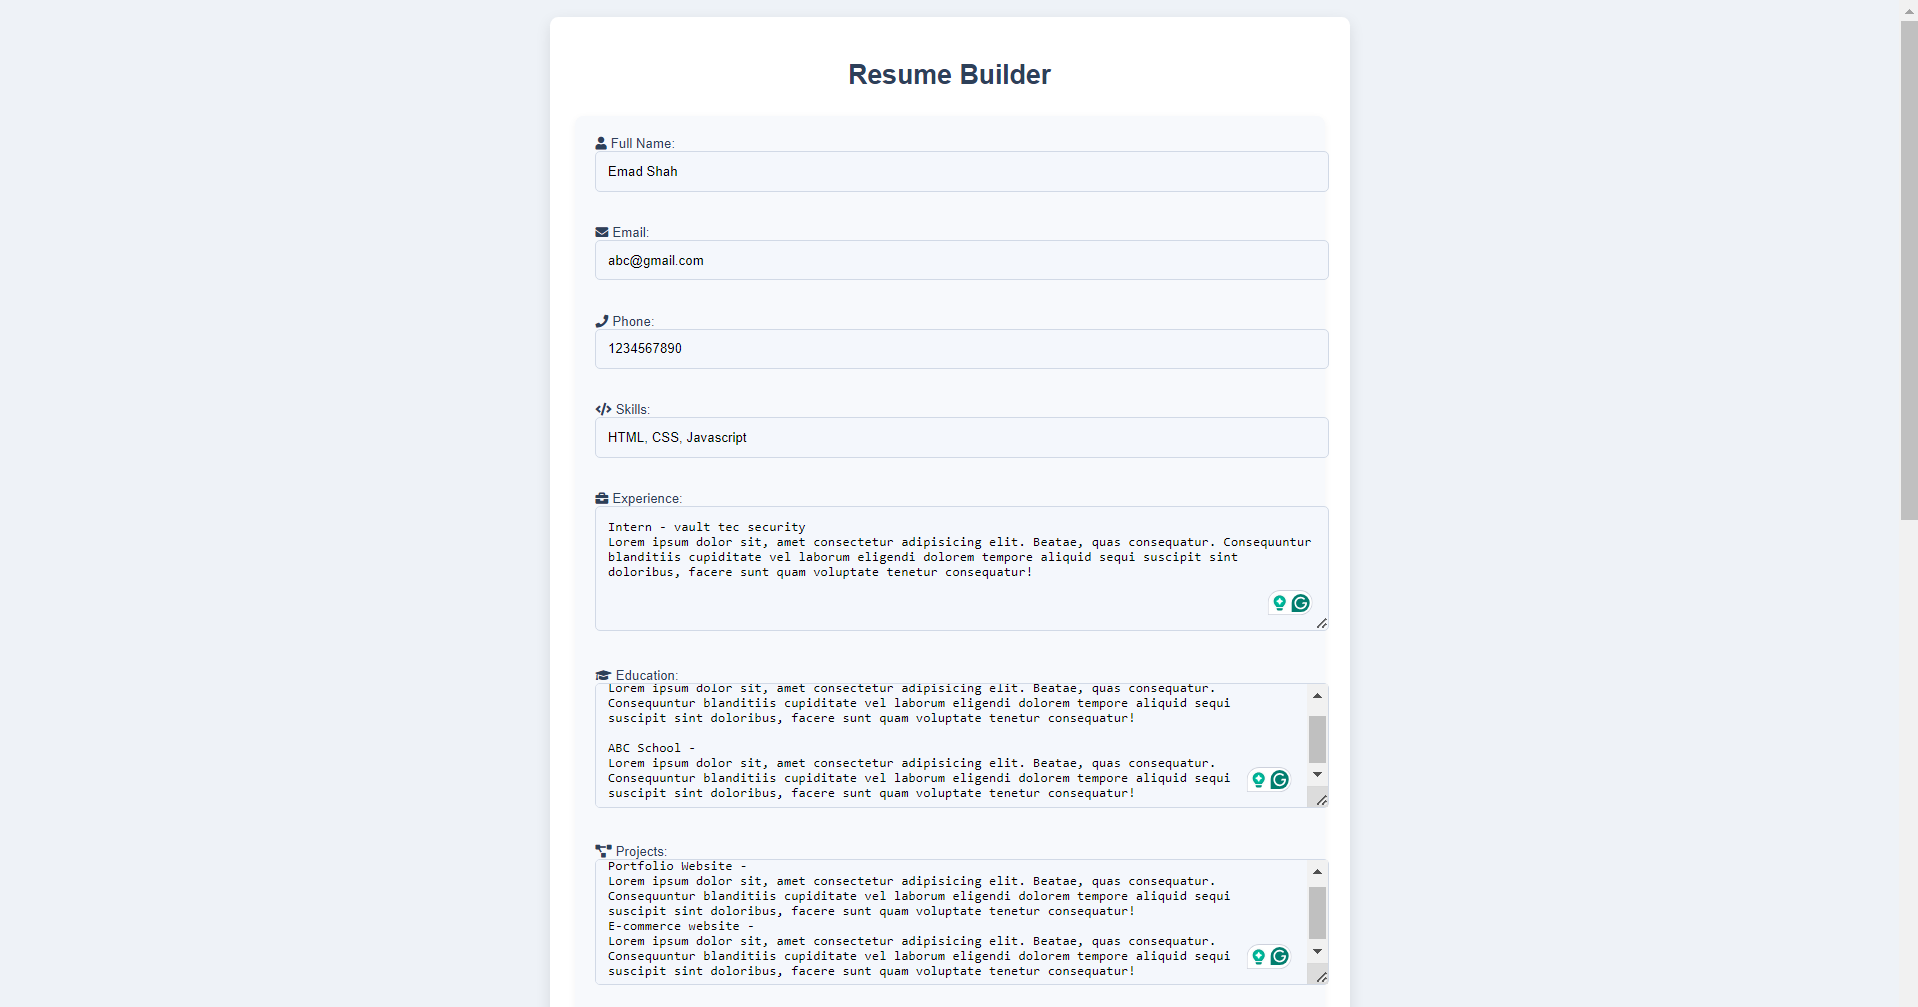 Resume Builder
Full Name:
Emad Shah
Email:
abc@gmail.com
Phone:
1234567890
Skills:
HTML, CSS, Javascript
Experience:
Intern - vault tec security
Lorem ipsum dolor sit, amet consectetur adipisicing elit. Beatae, quas consequatur. Consequuntur
blanditiis cupiditate vel laborum eligendi dolorem tempore aliquid sequi suscipit sint
doloribus, facere sunt quam voluptate tenetur consequatur!
Education:
Lorem ipsum dolor sit, amet consectetur adipisicing elit. Beatae, quas consequatur.
Consequuntur blanditiis cupiditate vel laborum eligendi dolorem tempore aliquid sequi
suscipit sint doloribus, facere sunt quam voluptate tenetur consequatur!
ABC School -
Lorem ipsum dolor sit, amet consectetur adipisicing elit. Beatae, quas consequatur.
Consequuntur blanditiis cupiditate vel laborum eligendi dolorem tempore aliquid sequi
suscipit sint doloribus, facere sunt quam voluptate tenetur consequatur!
Projects:
Portfolio Website -
Lorem ipsum dolor sit, amet consectetur adipisicing elit. Beatae, quas consequatur.
Consequuntur blanditiis cupiditate vel laborum eligendi dolorem tempore aliquid sequi
suscipit sint doloribus, facere sunt quam voluptate tenetur consequatur!
E-commerce website -
Lorem ipsum dolor sit, amet consectetur adipisicing elit. Beatae, quas consequatur.
Consequuntur blanditiis cupiditate vel laborum eligendi dolorem tempore aliquid sequi
suscipit sint doloribus, facere sunt quam voluptate tenetur consequatur!